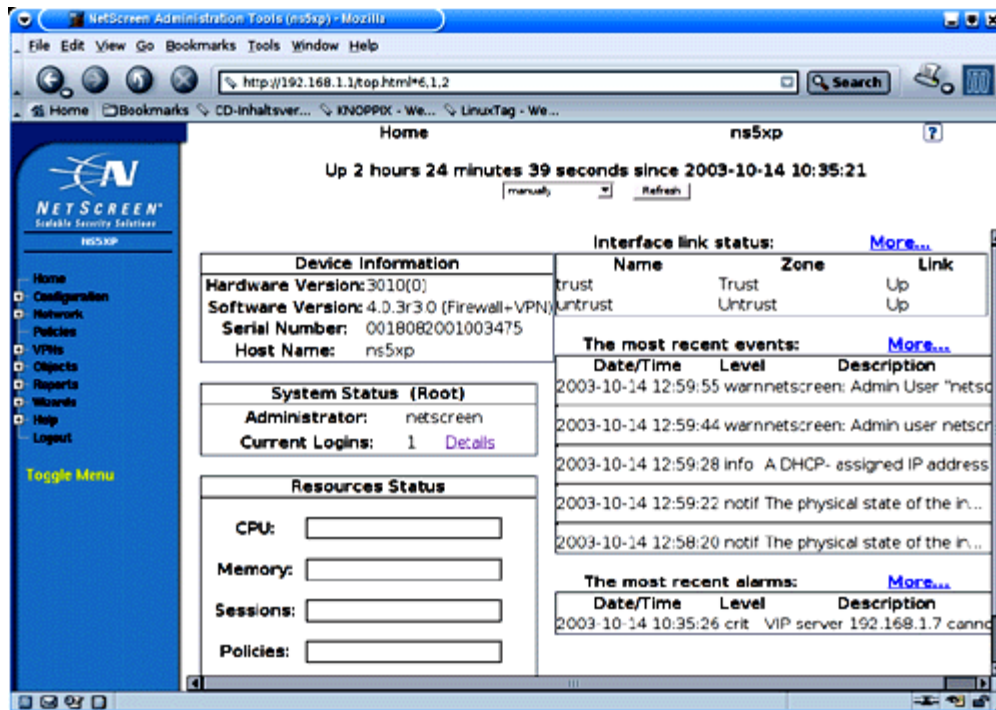 NetScreen Administration Tools (ns5xp) - Mozilla
File Edit View Go Bookmarks Tools Window Help
http://192.168.1.1/top.html#6,1,2
Search
Home Bookmarks CD-Inhaltsver... KNOPPIX - We... LinuxTag - We...
Home ns5xp ?
N
NETSCREEN
Scalable Security Solutions
NS5XP
Home
Configuration
Network
Policies
VPNs
Objects
Reports
Wizards
Help
Logout
Toggle Menu
Up 2 hours 24 minutes 39 seconds since 2003-10-14 10:35:21
manually Refresh
Device Information
Hardware Version: 3010(0)
Software Version: 4.0.3r3.0 (Firewall+VPN)
Serial Number: 0018082001003475
Host Name: ns5xp
System Status (Root)
Administrator: netscreen
Current Logins: 1 Details
Resources Status
CPU:
Memory:
Sessions:
Policies:
Interface link status: More...
Name Zone Link
trust Trust Up
untrust Untrust Up
The most recent events: More...
Date/Time Level Description
2003-10-14 12:59:55 warn netscreen: Admin User "netsc
2003-10-14 12:59:44 warn netscreen: Admin user netscr
2003-10-14 12:59:28 info A DHCP- assigned IP address
2003-10-14 12:59:22 notif The physical state of the in...
2003-10-14 12:58:20 notif The physical state of the in...
The most recent alarms: More...
Date/Time Level Description
2003-10-14 10:35:26 crit VIP server 192.168.1.7 canno